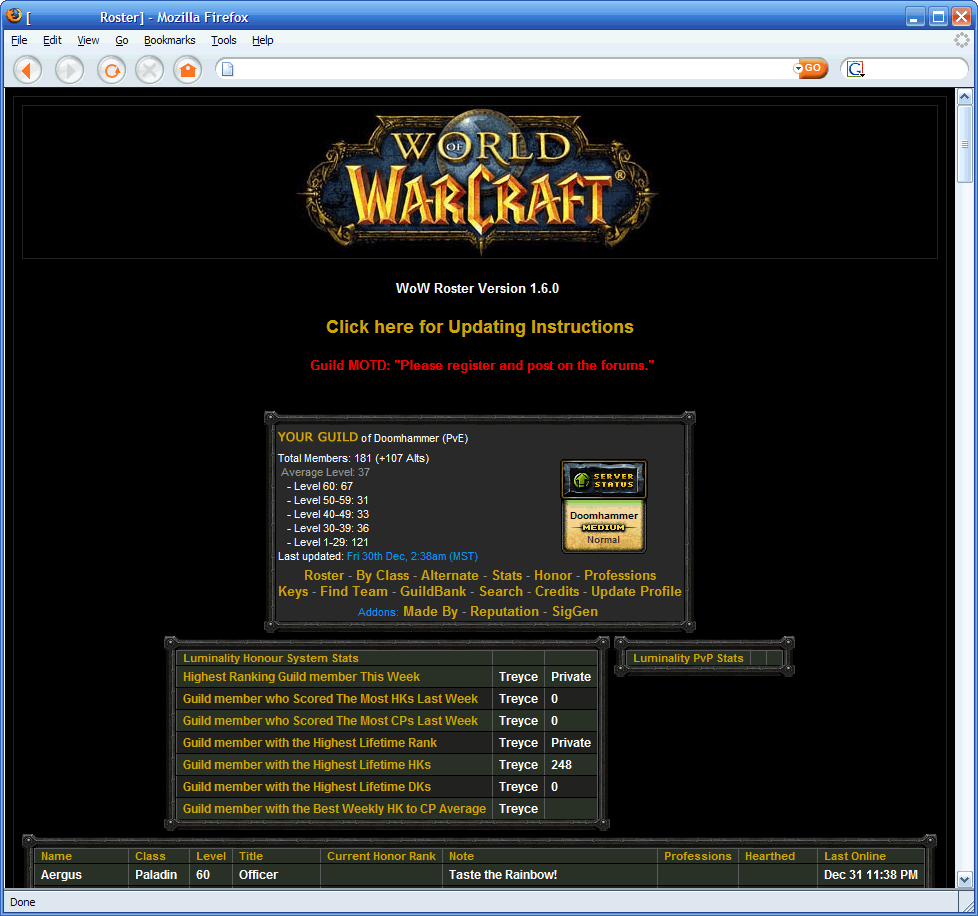 [ Roster] - Mozilla Firefox
File Edit View Go Bookmarks Tools Help
GO G
WORLD
OF
WARCRAFT®
WoW Roster Version 1.6.0
Click here for Updating Instructions
Guild MOTD: "Please register and post on the forums."
YOUR GUILD of Doomhammer (PvE)
Total Members: 181 (+107 Alts)
Average Level: 37
- Level 60: 67
- Level 50-59: 31
- Level 40-49: 33
- Level 30-39: 36
- Level 1-29: 121
Last updated: Fri 30th Dec, 2:38am (MST)
SERVER
STATUS
Doomhammer
MEDIUM
Normal
Roster - By Class - Alternate - Stats - Honor - Professions
Keys - Find Team - GuildBank - Search - Credits - Update Profile
Addons: Made By - Reputation - SigGen
Luminality Honour System Stats
Highest Ranking Guild member This Week Treyce Private
Guild member who Scored The Most HKs Last Week Treyce 0
Guild member who Scored The Most CPs Last Week Treyce 0
Guild member with the Highest Lifetime Rank Treyce Private
Guild member with the Highest Lifetime HKs Treyce 248
Guild member with the Highest Lifetime DKs Treyce 0
Guild member with the Best Weekly HK to CP Average Treyce
Luminality PvP Stats
Name Class Level Title Current Honor Rank Note Professions Hearthed Last Online
Aergus Paladin 60 Officer Taste the Rainbow! Dec 31 11:38 PM
Done